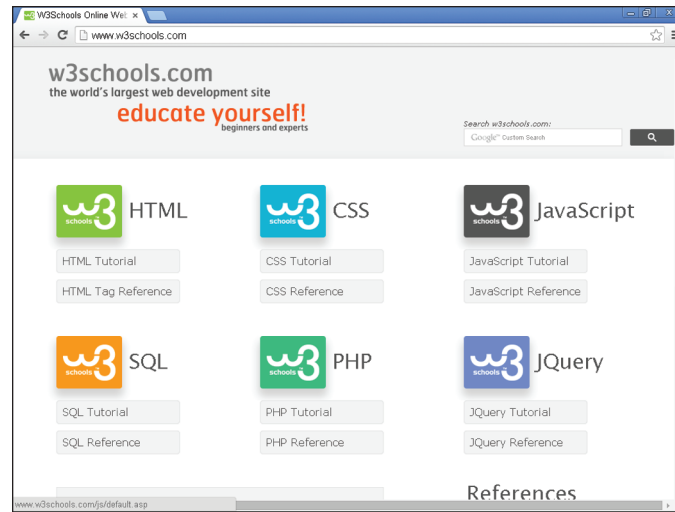 W3Schools Online Web
www.w3schools.com
w3schools.com
the world's largest web development site
educate yourself!
beginners and experts
Search w3schools.com:
Google™ Custom Search
w3 schools HTML
w3 schools CSS
w3 schools JavaScript
HTML Tutorial
CSS Tutorial
JavaScript Tutorial
HTML Tag Reference
CSS Reference
JavaScript Reference
w3 schools SQL
w3 schools PHP
w3 schools JQuery
SQL Tutorial
PHP Tutorial
JQuery Tutorial
SQL Reference
PHP Reference
JQuery Reference
References
www.w3schools.com/js/default.asp